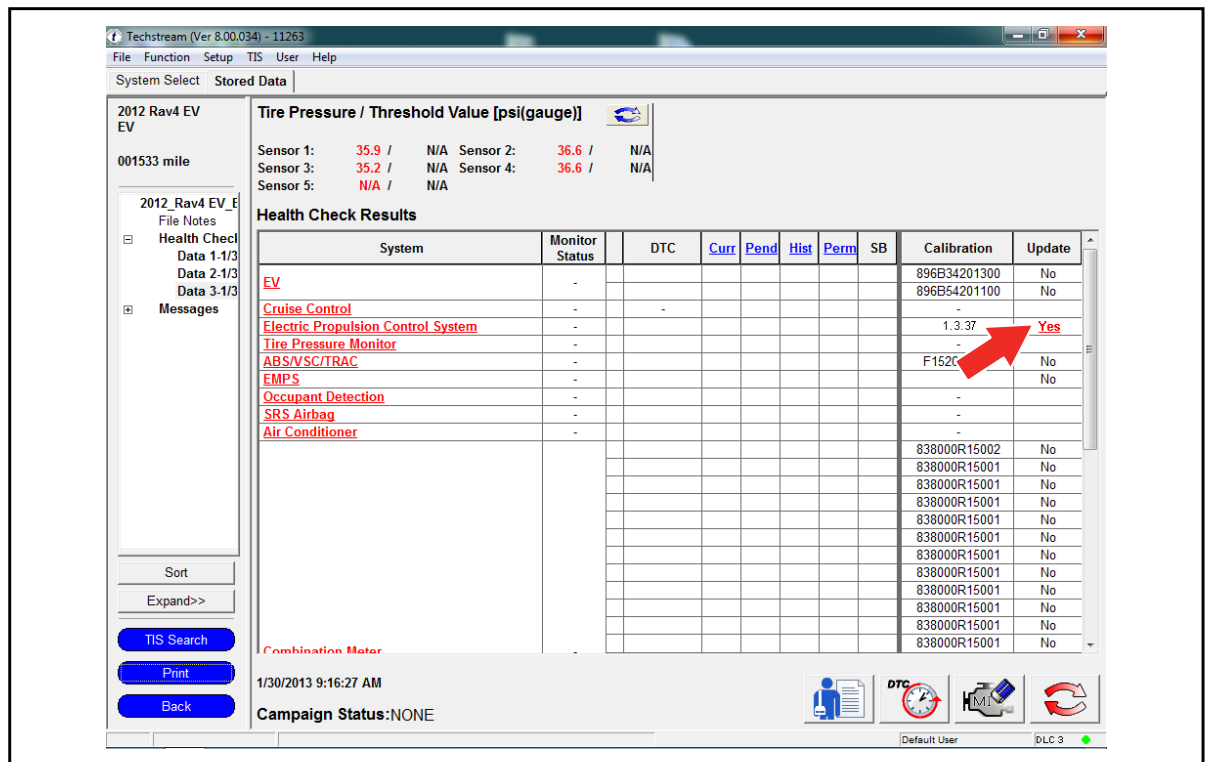 Techstream (Ver 8.00.034) - 11263
File Function Setup TIS User Help
System Select Stored Data
2012 Rav4 EV
EV
001533 mile
2012_Rav4 EV_E
File Notes
Health Checl
Data 1-1/3
Data 2-1/3
Data 3-1/3
Messages
Sort
Expand>>
TIS Search
Print
Back
Tire Pressure / Threshold Value [psi(gauge)]
Sensor 1: 35.9 / N/A Sensor 2: 36.6 / N/A
Sensor 3: 35.2 / N/A Sensor 4: 36.6 / N/A
Sensor 5: N/A / N/A
Health Check Results
System Monitor Status DTC Curr Pend Hist Perm SB Calibration Update
EV - 896B34201300 No
896B54201100 No
Cruise Control - - -
Electric Propulsion Control System - 1.3.37 Yes
Tire Pressure Monitor - -
ABS/VSC/TRAC - No
EMPS - No
Occupant Detection - -
SRS Airbag - -
Air Conditioner - -
838000R15002 No
838000R15001 No
838000R15001 No
838000R15001 No
838000R15001 No
838000R15001 No
838000R15001 No
838000R15001 No
838000R15001 No
838000R15001 No
838000R15001 No
Combination Meter - 838000R15001 No
1/30/2013 9:16:27 AM
Campaign Status:NONE
DTC
MI
Default User DLC 3